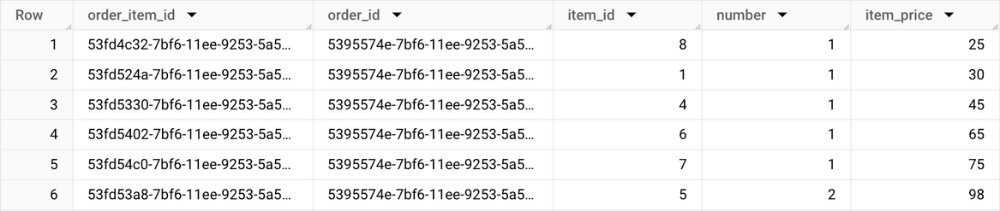 Row order_item_id order_id item_id number item_price
1 53fd4c32-7bf6-11ee-9253-5a5… 5395574e-7bf6-11ee-9253-5a5… 8 1 25
2 53fd524a-7bf6-11ee-9253-5a5… 5395574e-7bf6-11ee-9253-5a5… 1 1 30
3 53fd5330-7bf6-11ee-9253-5a5… 5395574e-7bf6-11ee-9253-5a5… 4 1 45
4 53fd5402-7bf6-11ee-9253-5a5… 5395574e-7bf6-11ee-9253-5a5… 6 1 65
5 53fd54c0-7bf6-11ee-9253-5a5… 5395574e-7bf6-11ee-9253-5a5… 7 1 75
6 53fd53a8-7bf6-11ee-9253-5a5… 5395574e-7bf6-11ee-9253-5a5… 5 2 98